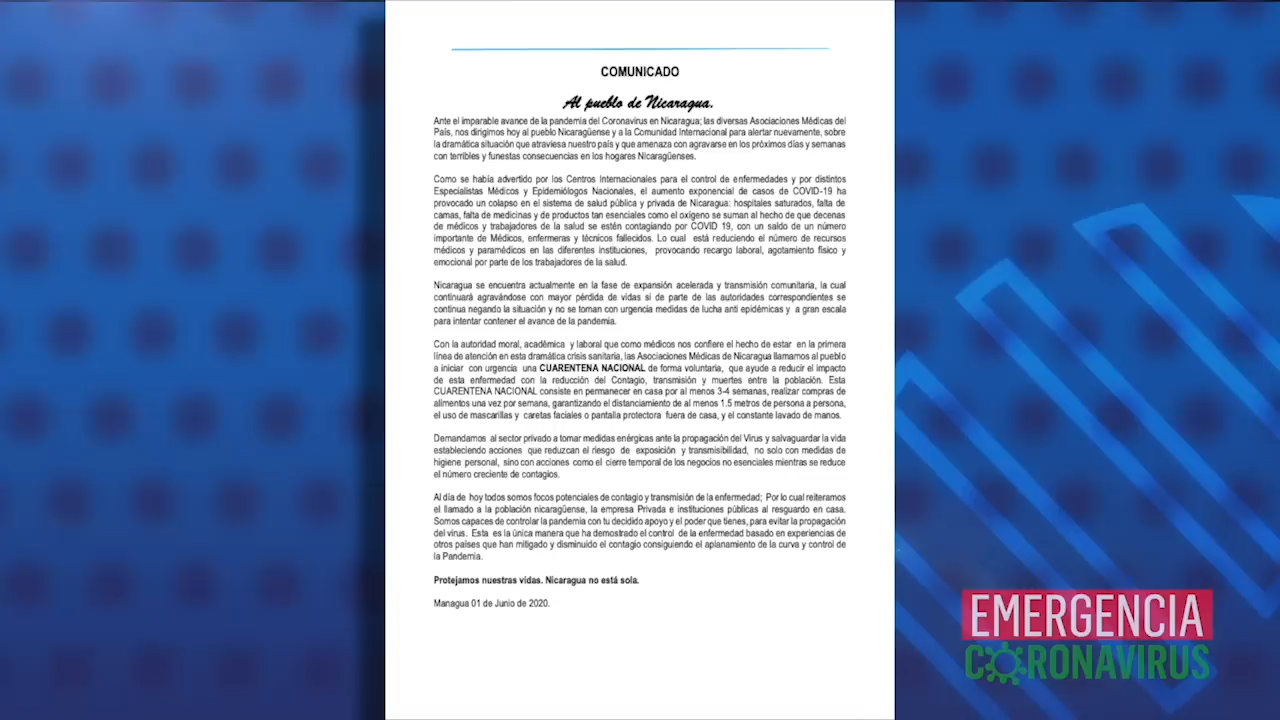 COMUNICADO
Al pueblo de Nicaragua.
Ante el imparable avance de la pandemia del Coronavirus en Nicaragua; las diversas Asociaciones Médicas del
País, nos dirigimos hoy al pueblo Nicaragüense y a la Comunidad Internacional para alertar nuevamente, sobre
la dramática situación que atraviesa nuestro país y que amenaza con agravarse en los próximos días y semanas
con terribles y funestas consecuencias en los hogares Nicaragüenses.
Como se había advertido por los Centros Internacionales para el control de enfermedades y por distintos
Especialistas Médicos y Epidemiólogos Nacionales, el aumento exponencial de casos de COVID-19 ha
provocado un colapso en el sistema de salud pública y privada de Nicaragua: hospitales saturados, falta de
camas, falta de medicinas y de productos tan esenciales como el oxígeno se suman al hecho de que decenas
de médicos y trabajadores de la salud se estén contagiando por COVID 19, con un saldo de un número
importante de Médicos, enfermeras y técnicos fallecidos. Lo cual está reduciendo el número de recursos
médicos y paramédicos en las diferentes instituciones, provocando recargo laboral, agotamiento físico y
emocional por parte de los trabajadores de la salud.
Nicaragua se encuentra actualmente en la fase de expansión acelerada y transmisión comunitaria, la cual
continuará agravándose con mayor pérdida de vidas si de parte de las autoridades correspondientes se
continua negando la situación y no se toman con urgencia medidas de lucha anti epidémicas y a gran escala
para intentar contener el avance de la pandemia.
Con la autoridad moral, académica y laboral que como médicos nos confiere el hecho de estar en la primera
línea de atención en esta dramática crisis sanitaria, las Asociaciones Médicas de Nicaragua llamamos al pueblo
a iniciar con urgencia una CUARENTENA NACIONAL de forma voluntaria, que ayude a reducir el impacto
de esta enfermedad con la reducción del Contagio, transmisión y muertes entre la población. Esta
CUARENTENA NACIONAL consiste en permanecer en casa por al menos 3-4 semanas, realizar compras de
alimentos una vez por semana, garantizando el distanciamiento de al menos 1.5 metros de persona a persona,
el uso de mascarillas y caretas faciales o pantalla protectora fuera de casa, y el constante lavado de manos.
Demandamos al sector privado a tomar medidas enérgicas ante la propagación del Virus y salvaguardar la vida
estableciendo acciones que reduzcan el riesgo de exposición y transmisibilidad, no solo con medidas de
higiene personal, sino con acciones como el cierre temporal de los negocios no esenciales mientras se reduce
el número creciente de contagios.
Al día de hoy todos somos focos potenciales de contagio y transmisión de la enfermedad; Por lo cual reiteramos
el llamado a la población nicaragüense, la empresa Privada e instituciones públicas al resguardo en casa.
Somos capaces de controlar la pandemia con tu decidido apoyo y el poder que tienes, para evitar la propagación
del virus. Esta es la única manera que ha demostrado el control de la enfermedad basado en experiencias de
otros países que han mitigado y disminuido el contagio consiguiendo el aplanamiento de la curva y control de
la Pandemia.
Protejamos nuestras vidas. Nicaragua no está sola.
Managua 01 de Junio de 2020.
EMERGENCIA
CORONAVIRUS